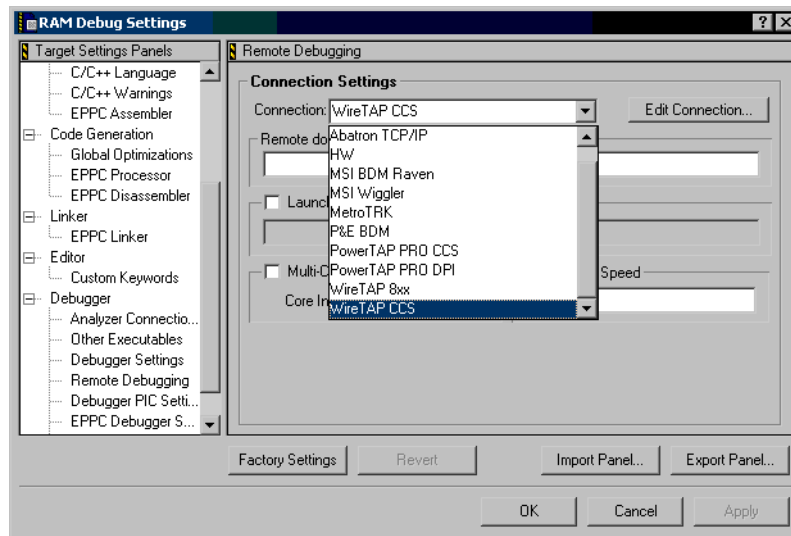 RAM Debug Settings
Target Settings Panels
C/C++ Language
C/C++ Warnings
EPPC Assembler
Code Generation
Global Optimizations
EPPC Processor
EPPC Disassembler
Linker
EPPC Linker
Editor
Custom Keywords
Debugger
Analyzer Connectio...
Other Executables
Debugger Settings
Remote Debugging
Debugger PIC Setti...
EPPC Debugger S...
Remote Debugging
Connection Settings
Connection: WireTAP CCS
Edit Connection...
Remote do
Abatron TCP/IP
HW
MSI BDM Raven
MSI Wiggler
MetroTRK
P&E BDM
PowerTAP PRO CCS
PowerTAP PRO DPI
WireTAP 8xx
WireTAP CCS
Launc
Multi-C
Speed
Core In
Factory Settings
Revert
Import Panel...
Export Panel...
OK
Cancel
Apply